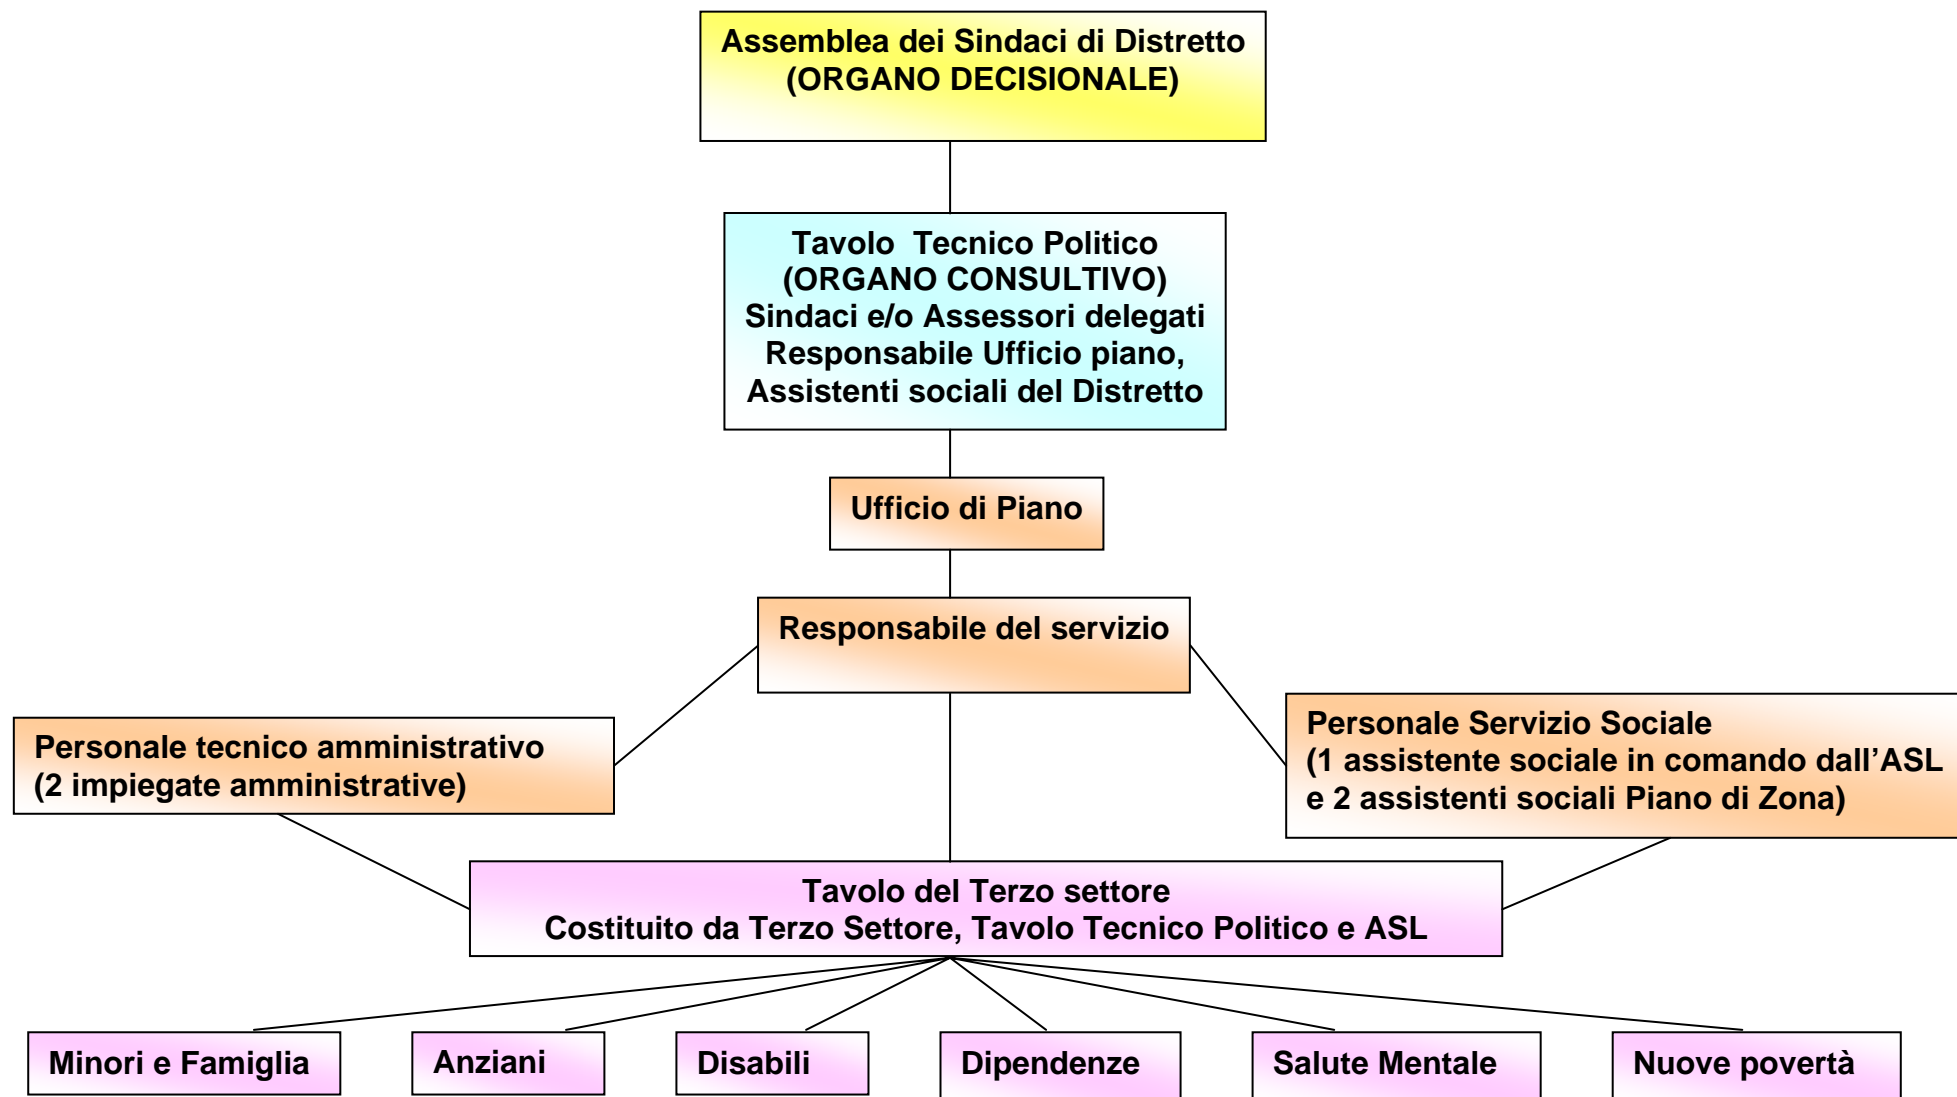 Assemblea dei Sindaci di Distretto
(ORGANO DECISIONALE)
Tavolo  Tecnico Politico
(ORGANO CONSULTIVO)
Sindaci e/o Assessori delegati
Responsabile Ufficio piano,
Assistenti sociali del Distretto
Ufficio di Piano
Responsabile del servizio
Personale tecnico amministrativo
(2 impiegate amministrative)
Personale Servizio Sociale
(1 assistente sociale in comando dall’ASL
e 2 assistenti sociali Piano di Zona)
Tavolo del Terzo settore
Costituito da Terzo Settore, Tavolo Tecnico Politico e ASL
Minori e Famiglia
Anziani
Disabili
Dipendenze
Salute Mentale
Nuove povertà